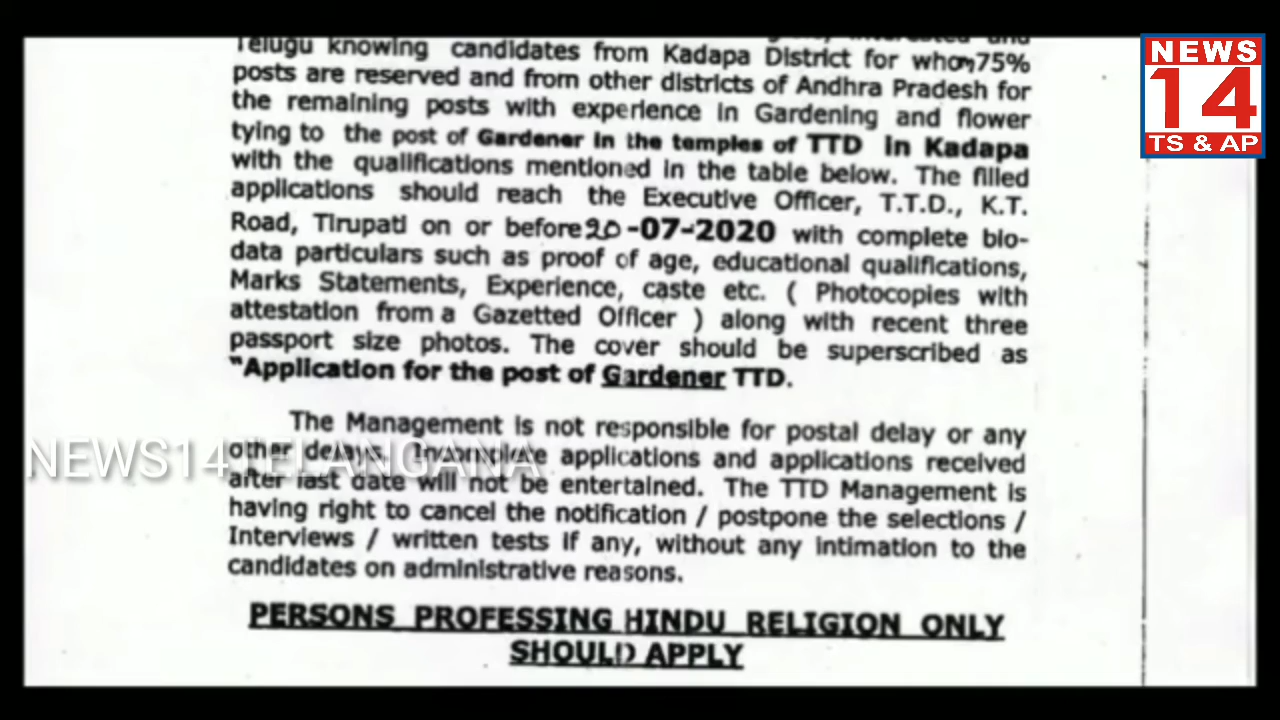 Telugu knowing candidates from Kadapa District for whom 75%
posts are reserved and from other districts of Andhra Pradesh for
the remaining posts with experience in Gardening and flower
tying to the post of Gardener in the temples of TTD in Kadapa
with the qualifications mentioned in the table below. The filled
applications should reach the Executive Officer, T.T.D., K.T.
Road, Tirupati on or before 20-07-2020 with complete bio-
data particulars such as proof of age, educational qualifications,
Marks Statements, Experience, caste etc. ( Photocopies with
attestation from a Gazetted Officer ) along with recent three
passport size photos. The cover should be superscribed as
"Application for the post of Gardener TTD.
The Management is not responsible for postal delay or any
other delays. Incomplete applications and applications received
after last date will not be entertained. The TTD Management is
having right to cancel the notification / postpone the selections /
Interviews / written tests if any, without any intimation to the
candidates on administrative reasons.
PERSONS PROFESSING HINDU RELIGION ONLY
SHOULD APPLY
NEWS
14
TS & AP
NEWS14 TELANGANA